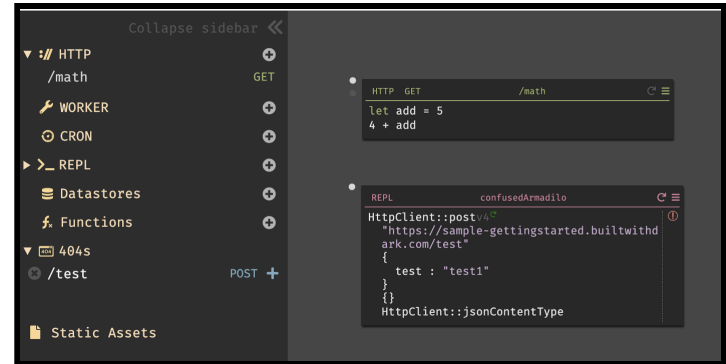 Collapse sidebar
HTTP
/math GET
WORKER
CRON
REPL
Datastores
Functions
404s
/test POST
Static Assets
HTTP GET /math
let add = 5
4 + add
REPL confusedArmadilo
HttpClient::postv4
"https://sample-gettingstarted.builtwithd
ark.com/test"
{
test : "test1"
}
{}
HttpClient::jsonContentType